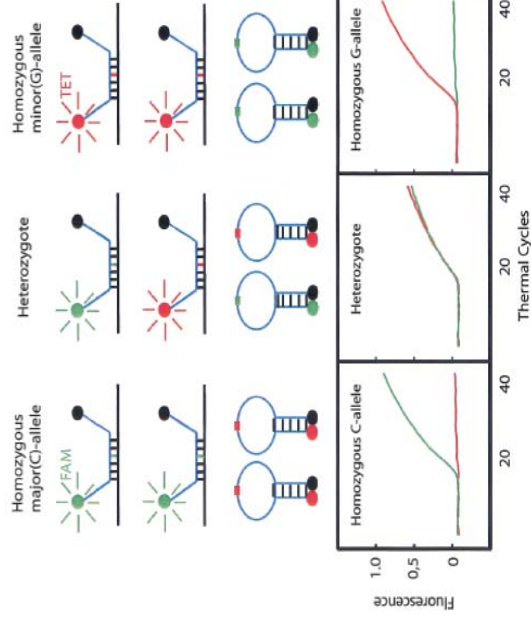 Homozygous
major(C)-allele
Heterozygote
Homozygous
minor(G)-allele
FAM
TET
Homozygous C-allele
Heterozygote
Homozygous G-allele
Fluorescence
1.0
0,5
0
20
40
20
40
20
40
Thermal Cycles